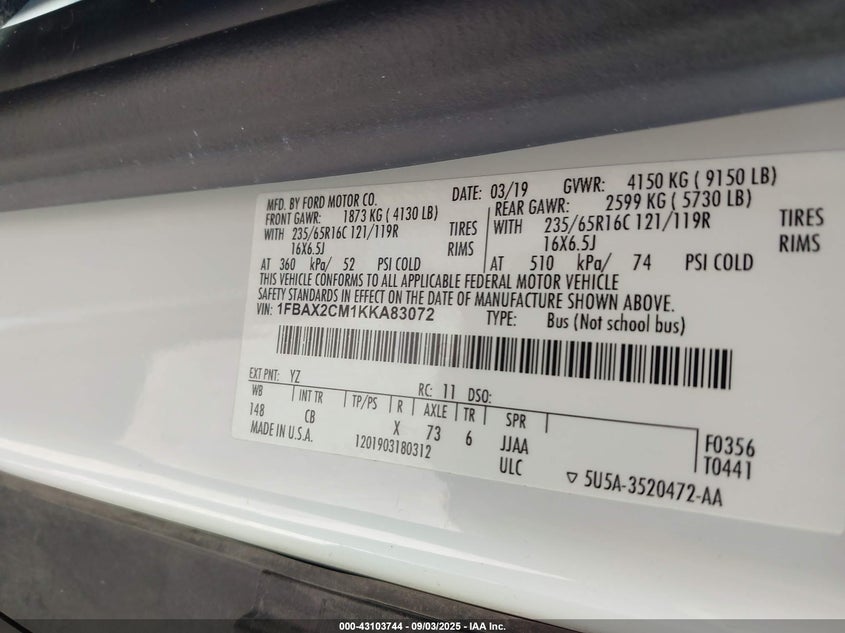 MFD. BY FORD MOTOR CO. DATE: 03/19 GVWR: 4150 KG ( 9150 LB)
FRONT GAWR: 1873 KG ( 4130 LB) REAR GAWR: 2599 KG ( 5730 LB)
WITH 235/65R16C 121/119R TIRES WITH 235/65R16C 121/119R TIRES
16X6.5J RIMS 16X6.5J RIMS
AT 360 kPa/ 52 PSI COLD AT 510 kPa/ 74 PSI COLD
THIS VEHICLE CONFORMS TO ALL APPLICABLE FEDERAL MOTOR VEHICLE
SAFETY STANDARDS IN EFFECT ON THE DATE OF MANUFACTURE SHOWN ABOVE.
VIN: 1FBAX2CM1KKA83072 TYPE: Bus (Not school bus)
EXT PNT: YZ RC: 11 DSO:
WB INT TR TP/PS R AXLE TR SPR
148 CB X 73 6 JJAA F0356
MADE IN U.S.A. 1201903180312 ULC T0441
▽ 5U5A-3520472-AA
000-43103744 - 09/03/2025 - IAA Inc.